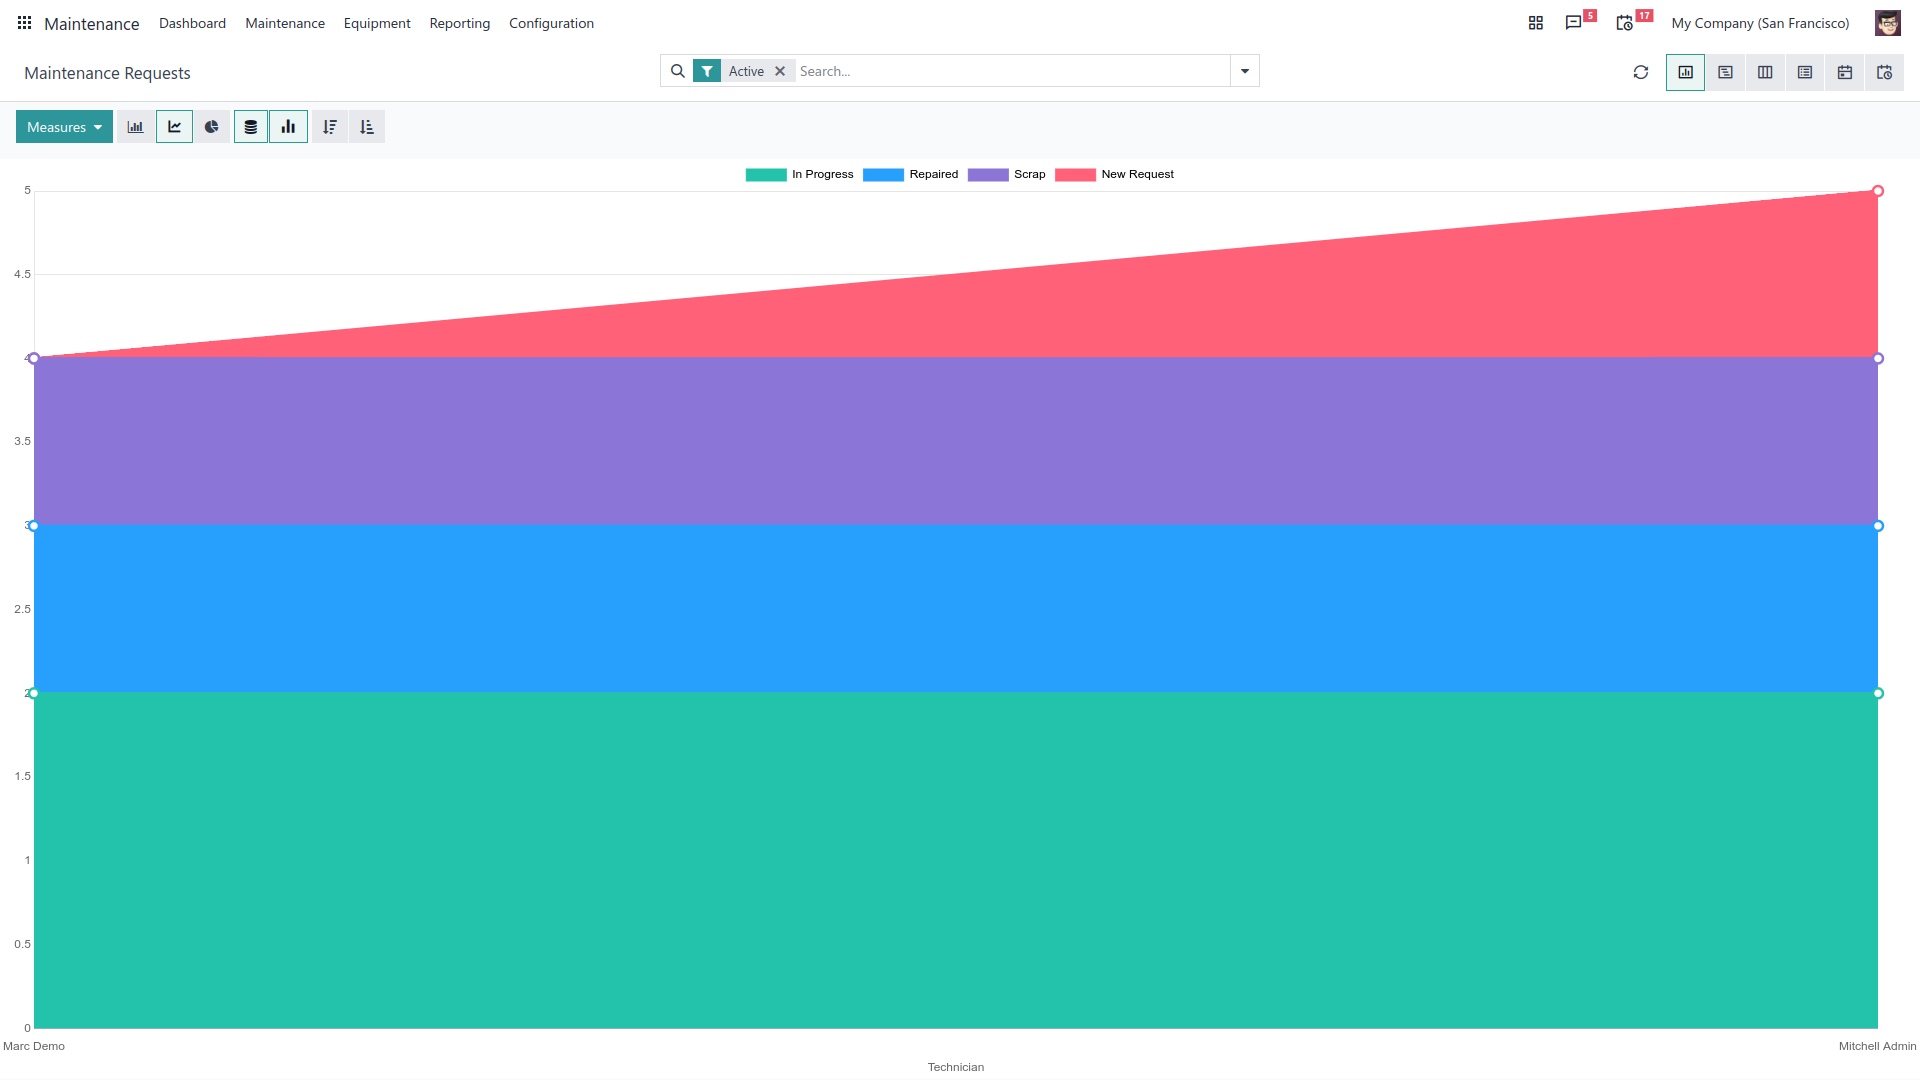 Maintenance Dashboard Maintenance Equipment Reporting Configuration 5 17 My Company (San Francisco)
Maintenance Requests Active Search...
Measures
In Progress Repaired Scrap New Request
5
4.5
4
3.5
3
2.5
2
1.5
1
0.5
0
Marc Demo Mitchell Admin
Technician